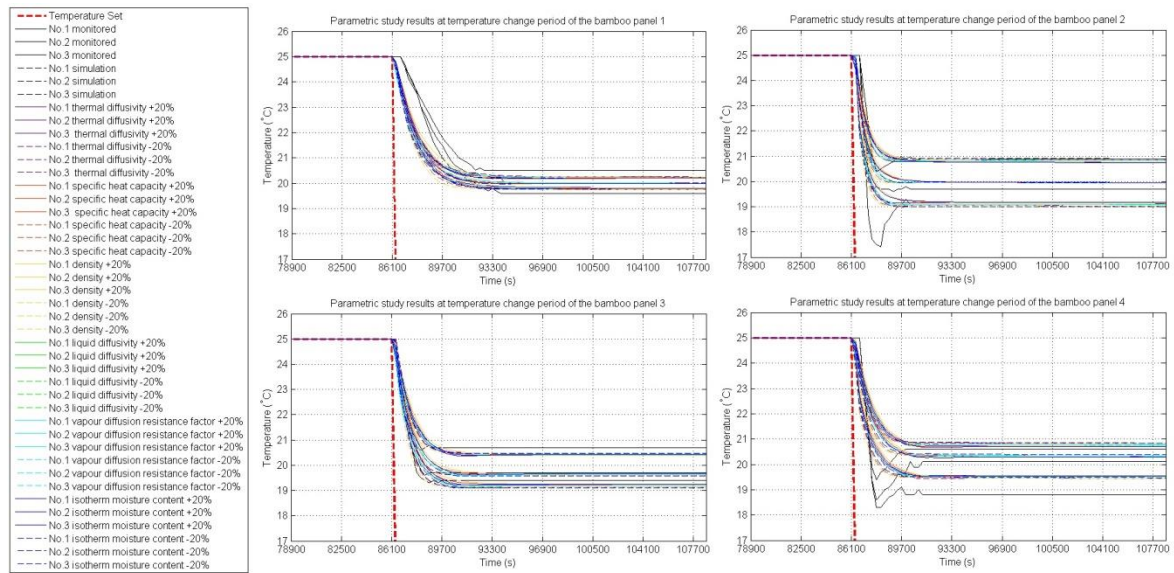 Temperature Set
No.1 monitored
No.2 monitored
No.3 monitored
No.1 simulation
No.2 simulation
No.3 simulation
No.1 thermal diffusivity +20%
No.2 thermal diffusivity +20%
No.3 thermal diffusivity +20%
No.1 thermal diffusivity -20%
No.2 thermal diffusivity -20%
No.3 thermal diffusivity -20%
No.1 specific heat capacity +20%
No.2 specific heat capacity +20%
No.3 specific heat capacity +20%
No.1 specific heat capacity -20%
No.2 specific heat capacity -20%
No.3 specific heat capacity -20%
No.1 density +20%
No.2 density +20%
No.3 density +20%
No.1 density -20%
No.2 density -20%
No.3 density -20%
No.1 liquid diffusivity +20%
No.2 liquid diffusivity +20%
No.3 liquid diffusivity +20%
No.1 liquid diffusivity -20%
No.2 liquid diffusivity -20%
No.3 liquid diffusivity -20%
No.1 vapour diffusion resistance factor +20%
No.2 vapour diffusion resistance factor +20%
No.3 vapour diffusion resistance factor +20%
No.1 vapour diffusion resistance factor -20%
No.2 vapour diffusion resistance factor -20%
No.3 vapour diffusion resistance factor -20%
No.1 isotherm moisture content +20%
No.2 isotherm moisture content +20%
No.3 isotherm moisture content +20%
No.1 isotherm moisture content -20%
No.2 isotherm moisture content -20%
No.3 isotherm moisture content -20%
Parametric study results at temperature change period of the bamboo panel 1
Temperature (°C)
26
25
24
23
22
21
20
19
18
17
78900 82500 86100 89700 93300 96900 100500 104100 107700
Time (s)
Parametric study results at temperature change period of the bamboo panel 2
Temperature (°C)
26
25
24
23
22
21
20
19
18
17
78900 82500 86100 89700 93300 96900 100500 104100 107700
Time (s)
Parametric study results at temperature change period of the bamboo panel 3
Temperature (°C)
26
25
24
23
22
21
20
19
18
17
78900 82500 86100 89700 93300 96900 100500 104100 107700
Time (s)
Parametric study results at temperature change period of the bamboo panel 4
Temperature (°C)
26
25
24
23
22
21
20
19
18
17
78900 82500 86100 89700 93300 96900 100500 104100 107700
Time (s)